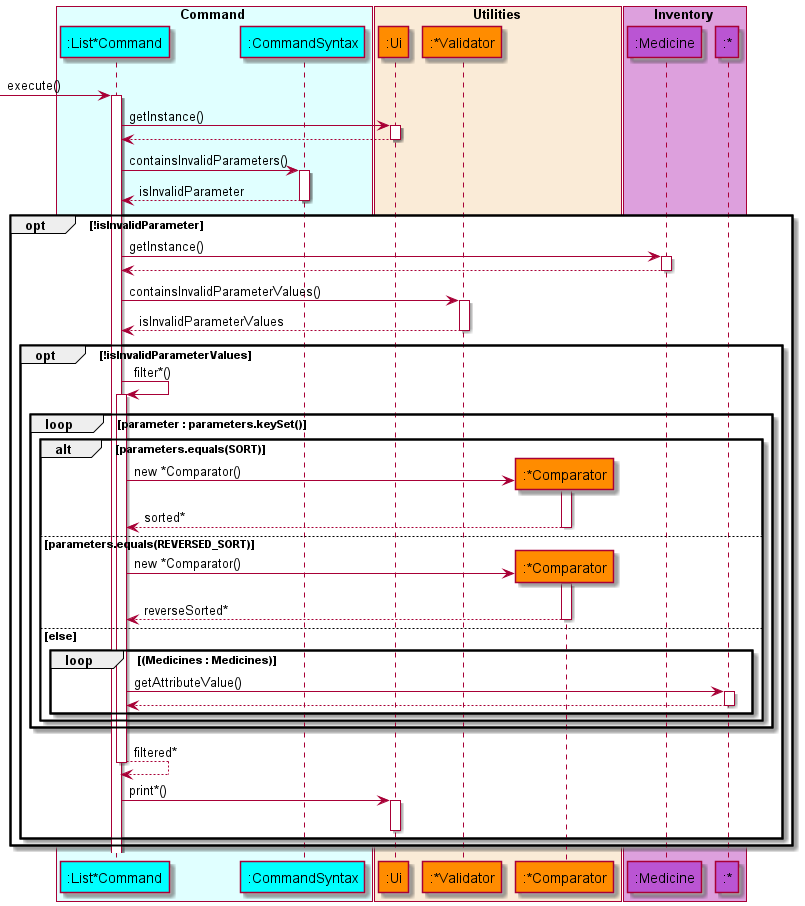 Command Utilities Inventory
:List*Command :CommandSyntax :Ui :*Validator :Medicine :*
execute()
getInstance()
containsInvalidParameters()
isInvalidParameter
opt [!isInvalidParameter]
getInstance()
containsInvalidParameterValues()
isInvalidParameterValues
opt [!isInvalidParameterValues]
filter*()
loop [parameter : parameters.keySet()]
alt [parameters.equals(SORT)]
new *Comparator() :*Comparator
sorted*
[parameters.equals(REVERSED_SORT)]
new *Comparator() :*Comparator
reverseSorted*
[else]
loop [(Medicines : Medicines)]
getAttributeValue()
filtered*
print*()
:List*Command :CommandSyntax :Ui :*Validator :*Comparator :Medicine :*